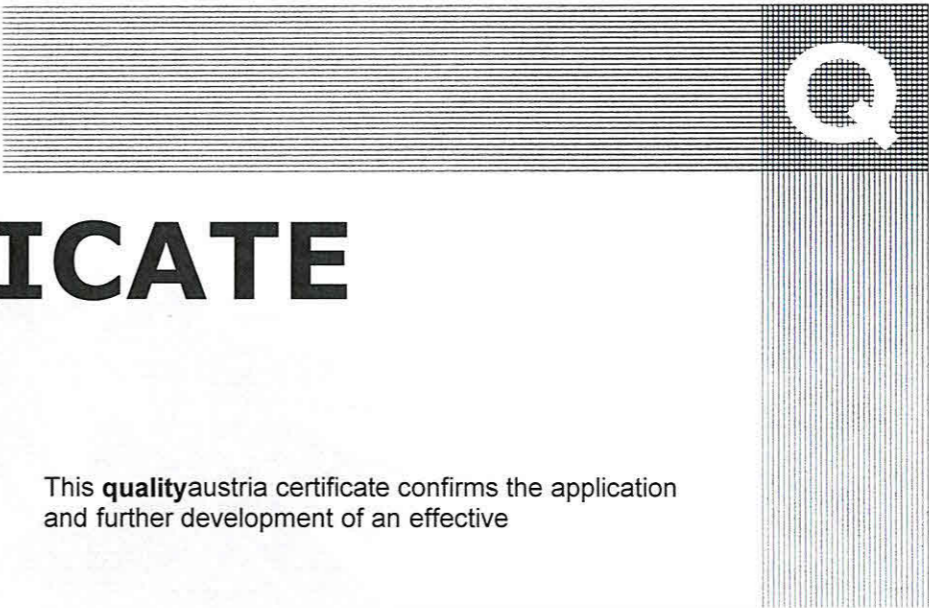 Q
ICATE
This qualityaustria certificate confirms the application
and further development of an effective